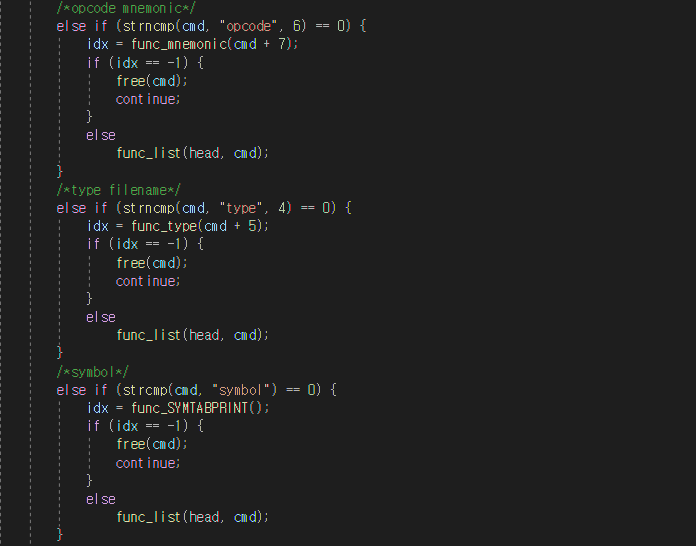 /*opcode mnemonic*/
else if (strncmp(cmd, "opcode", 6) == 0) {
idx = func_mnemonic(cmd + 7);
if (idx == -1) {
free(cmd);
continue;
}
else
func_list(head, cmd);
}
/*type filename*/
else if (strncmp(cmd, "type", 4) == 0) {
idx = func_type(cmd + 5);
if (idx == -1) {
free(cmd);
continue;
}
else
func_list(head, cmd);
}
/*symbol*/
else if (strcmp(cmd, "symbol") == 0) {
idx = func_SYMTABPRINT();
if (idx == -1) {
free(cmd);
continue;
}
else
func_list(head, cmd);
}